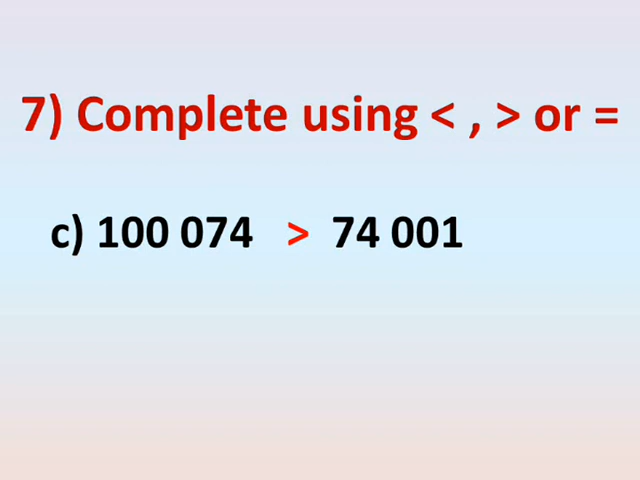 7) Complete using < , > or =
c) 100 074 > 74 001